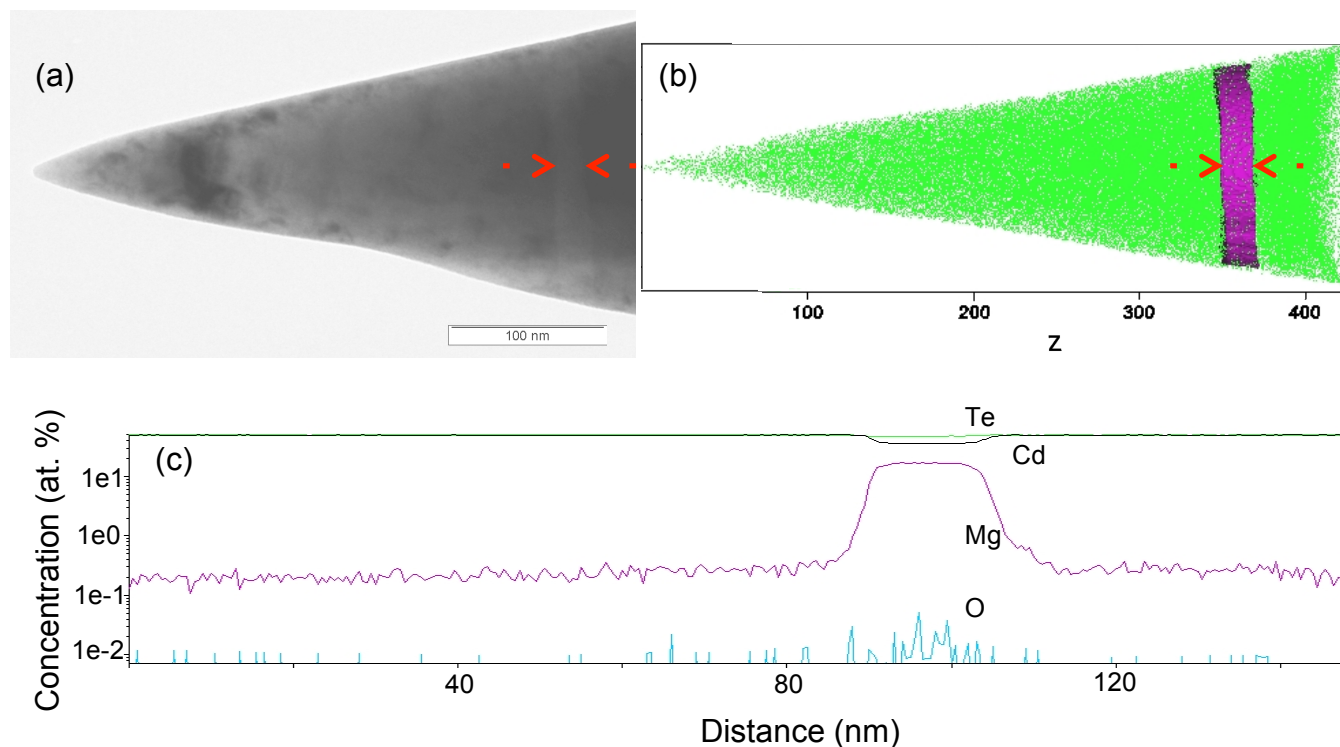 (a)
100 nm
(b)
100 200 300 400
z
Concentration (at. %)
(c)
1e1
1e0
1e-1
1e-2
Te
Cd
Mg
O
40 80 120
Distance (nm)